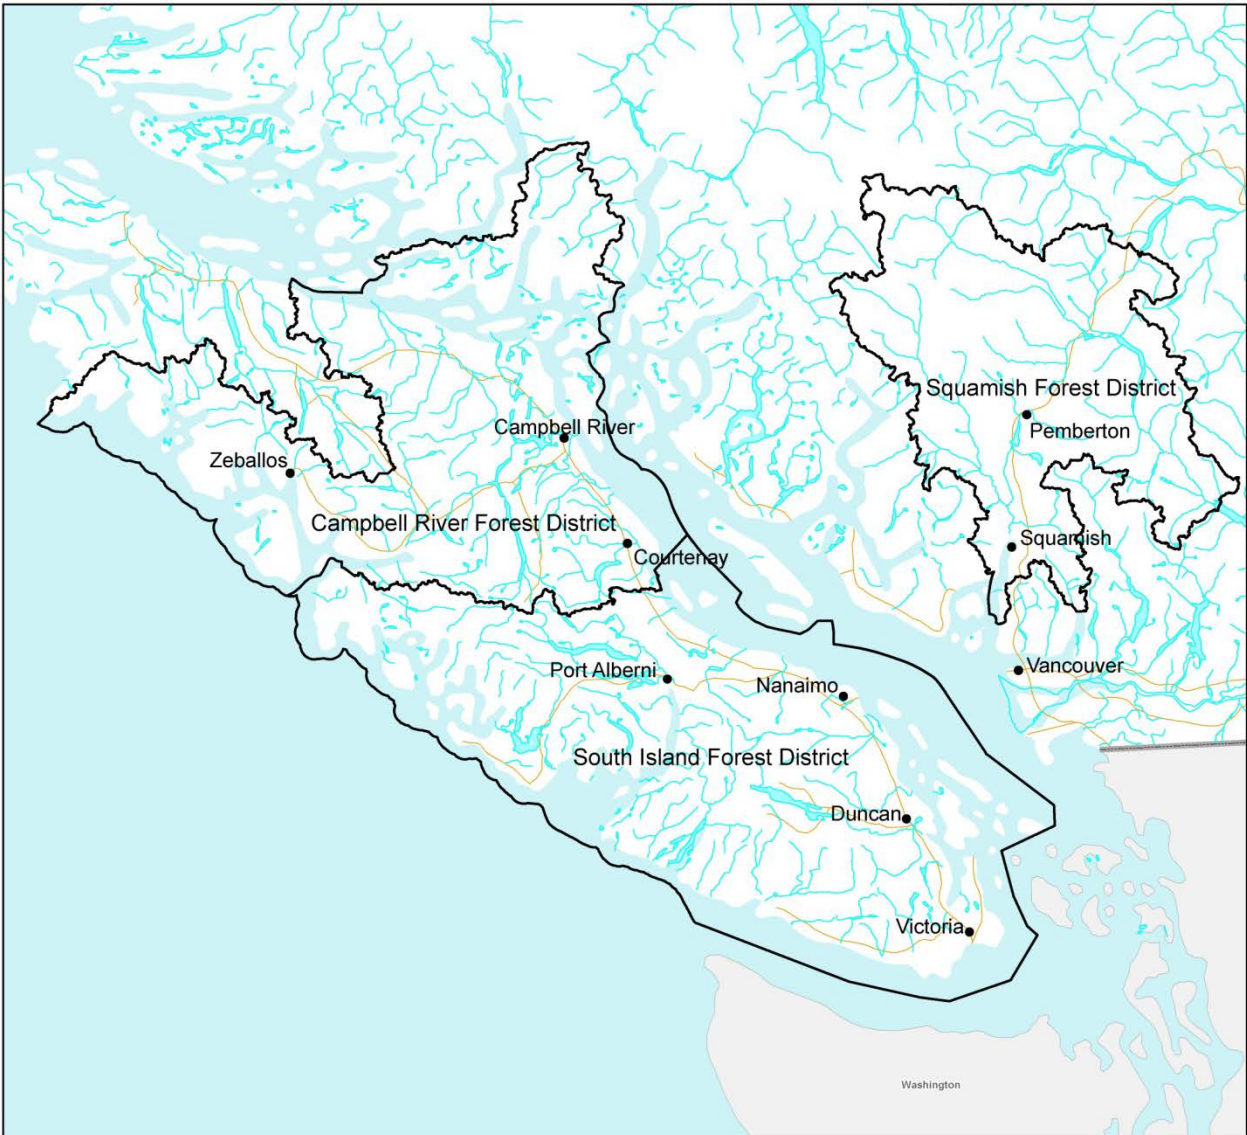 Squamish Forest District
Pemberton
Campbell River
Zeballos
Campbell River Forest District
Squamish
Courtenay
Vancouver
Port Alberni
Nanaimo
South Island Forest District
Duncan
Victoria
Washington